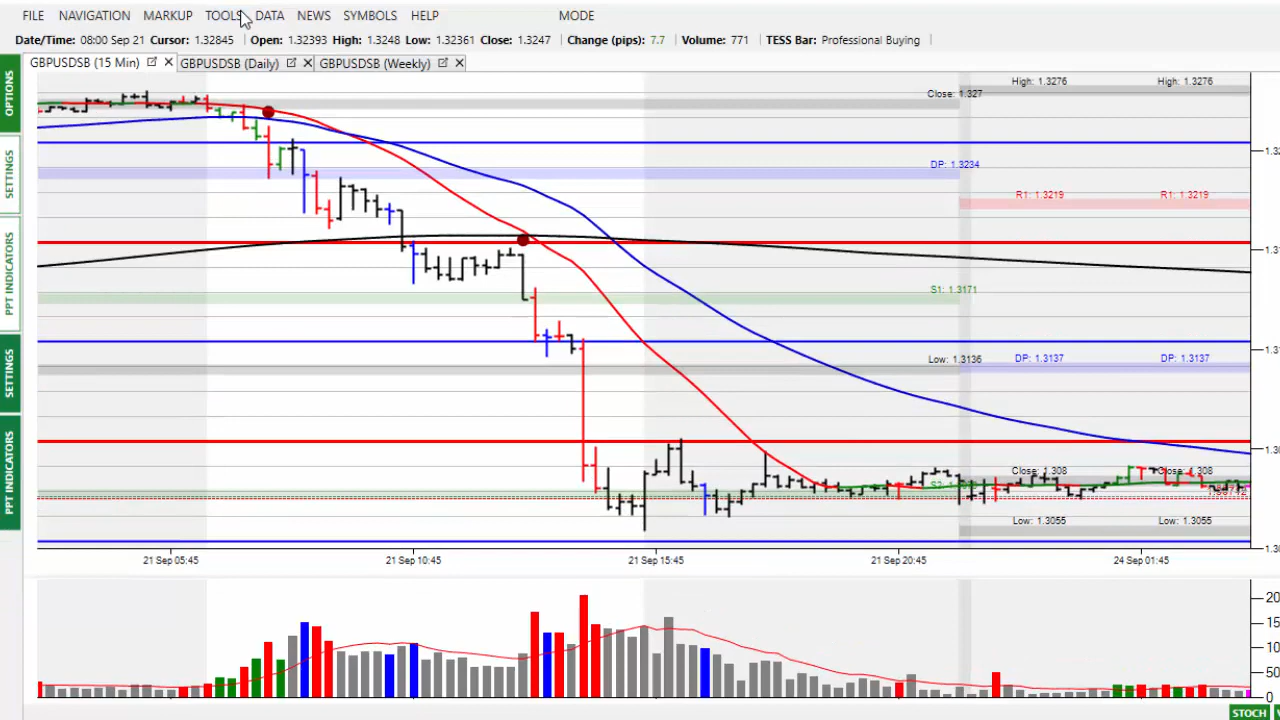 FILE NAVIGATION MARKUP TOOLS DATA NEWS SYMBOLS HELP MODE
Date/Time: 08:00 Sep 21 Cursor: 1.32845 | Open: 1.32393 High: 1.3248 Low: 1.32361 Close: 1.3247 | Change (pips): 7.7 | Volume: 771 | TESS Bar: Professional Buying |
GBPUSDSB (15 Min) GBPUSDSB (Daily) GBPUSDSB (Weekly)
OPTIONS
SETTINGS
PPT INDICATORS
SETTINGS
PPT INDICATORS
High: 1.3276 High: 1.3276
Close: 1.327
DP: 1.3234
R1: 1.3219 R1: 1.3219
S1: 1.3171
Low: 1.3136 DP: 1.3137 DP: 1.3137
Close: 1.308 Close: 1.308
Low: 1.3055 Low: 1.3055
21 Sep 05:45 21 Sep 10:45 21 Sep 15:45 21 Sep 20:45 24 Sep 01:45
STOCH